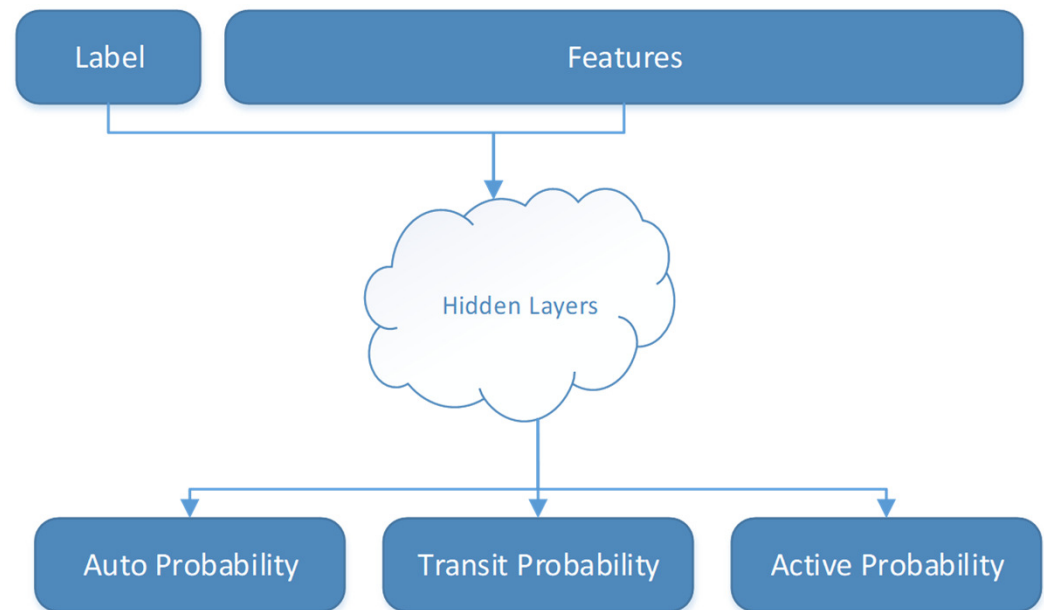 Label
Features
Hidden Layers
Auto Probability
Transit Probability
Active Probability